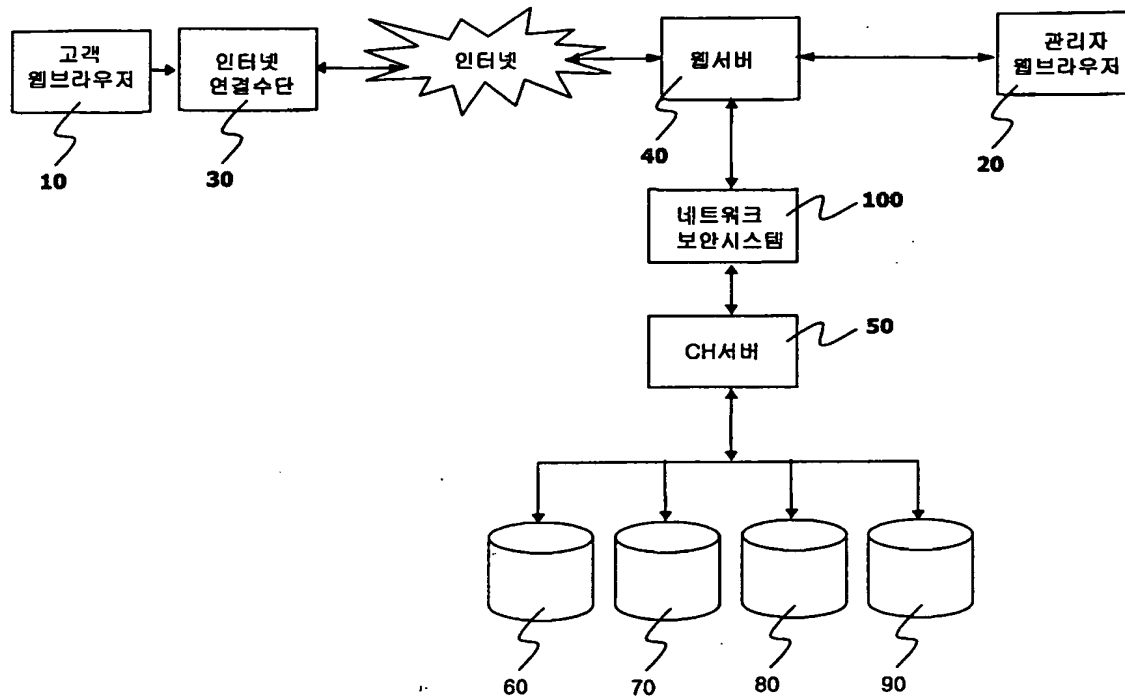 고객
웹브라우저
인터넷
연결수단
인터넷
웹서버
관리자
웹브라우저
10
30
40
20
네트워크
보안시스템
100
CH서버
50
60
70
80
90